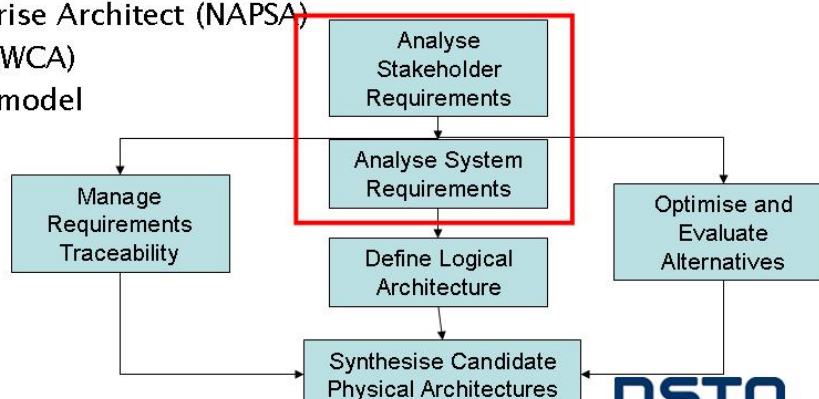 rise Architect (NAPSA)
WCA)
model
Analyse
Stakeholder
Requirements
Analyse System
Requirements
Manage
Requirements
Traceability
Optimise and
Evaluate
Alternatives
Define Logical
Architecture
Synthesise Candidate
Physical Architectures
DSTO